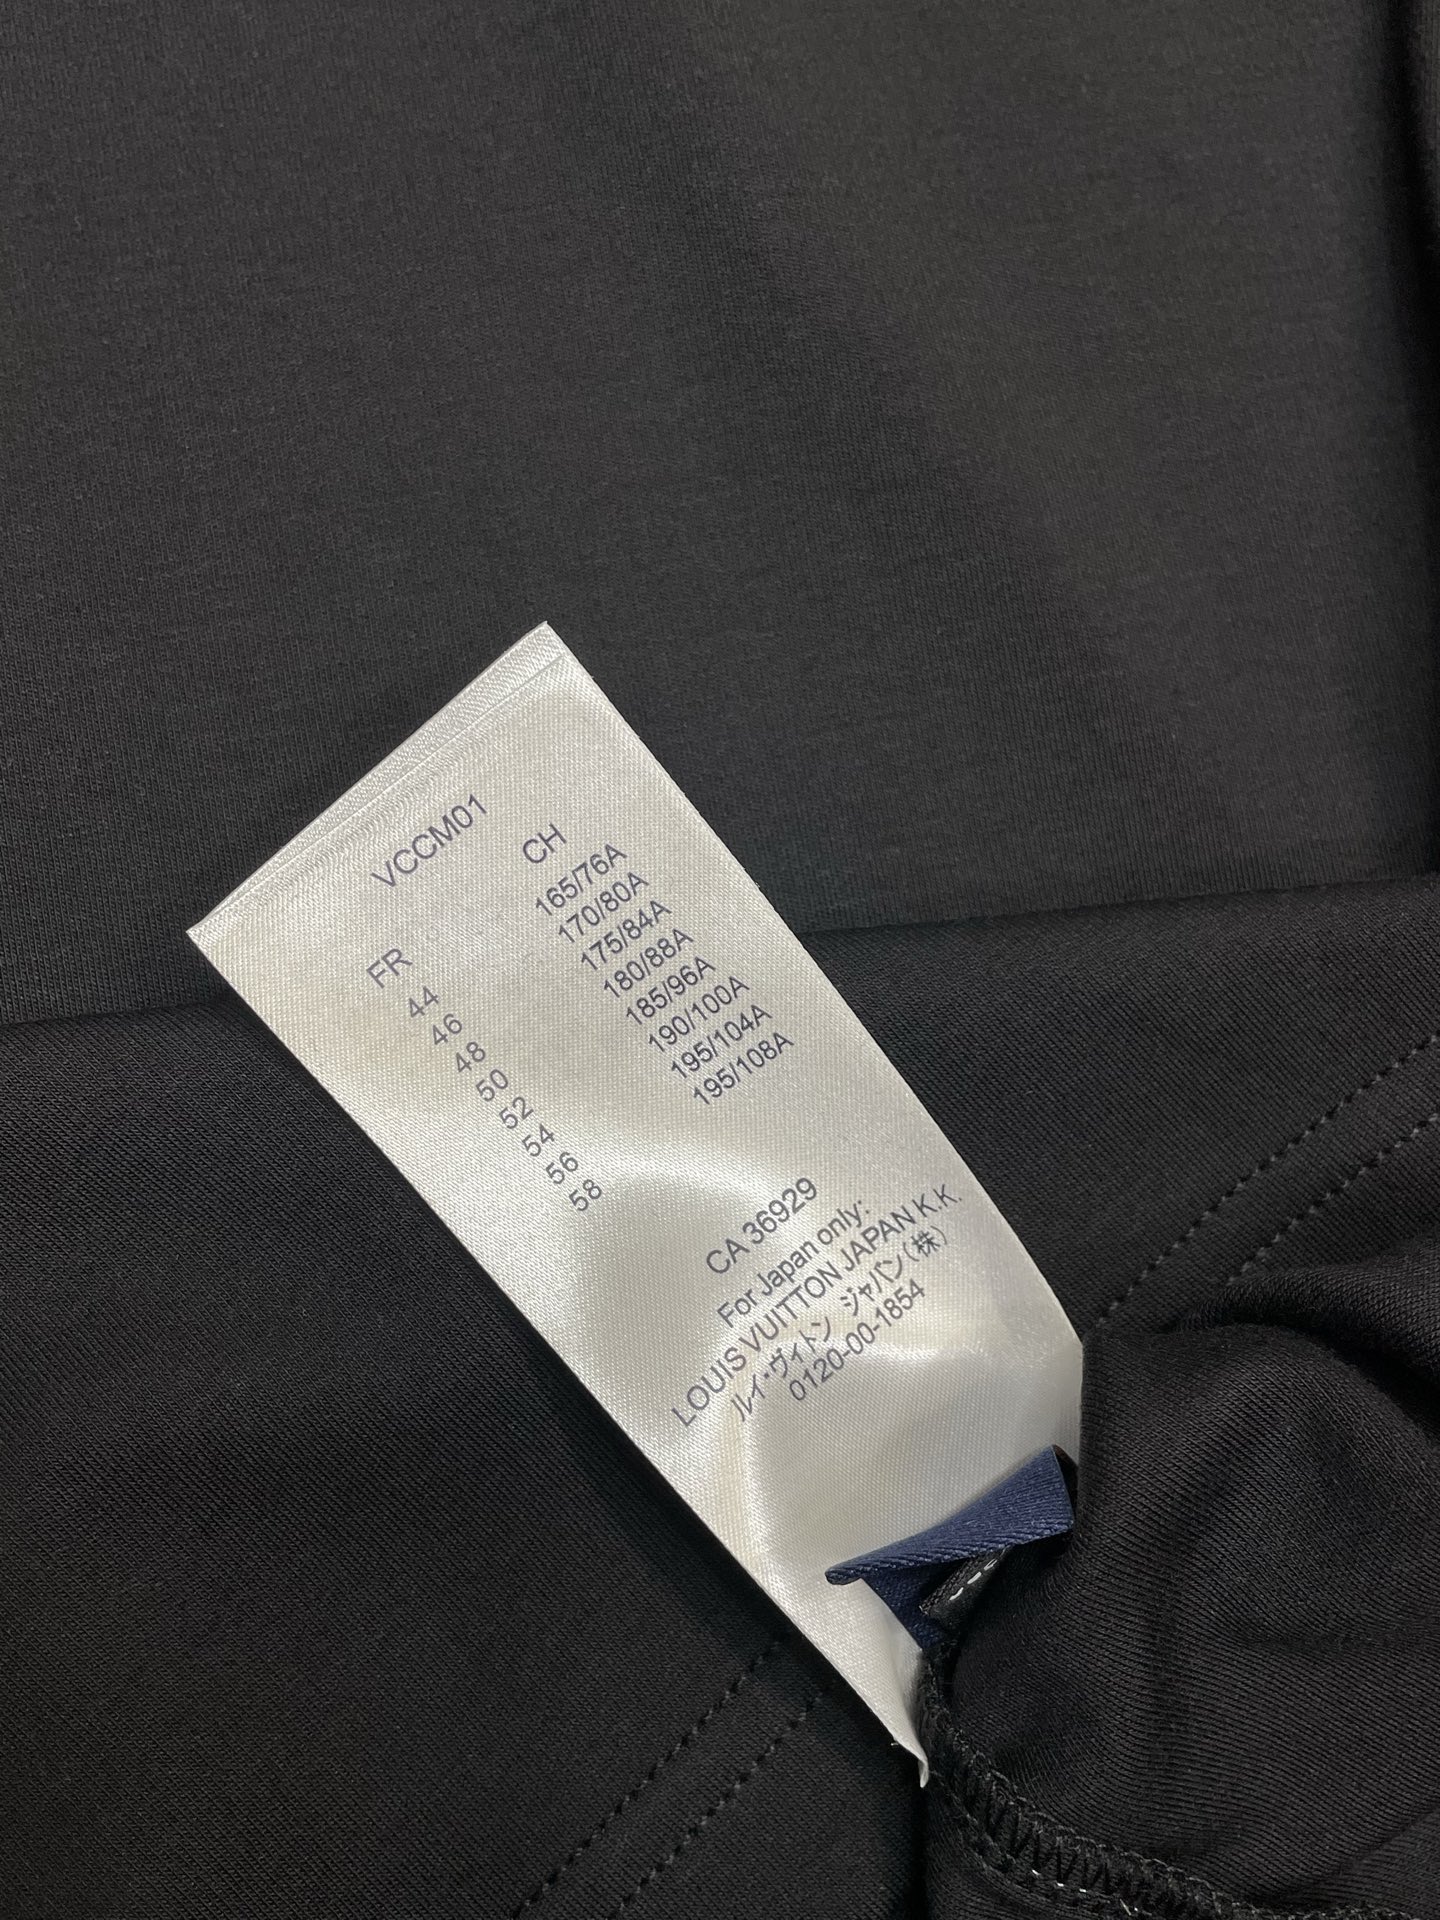 VCCM01
FR CH
44 165/76A
46 170/80A
48 175/84A
50 180/88A
52 185/96A
54 190/100A
56 195/104A
58 195/108A
CA 36929
For Japan only:
LOUIS VUITTON JAPAN K.K.
ルイ・ヴィトン ジャパン(株)
0120-00-1854